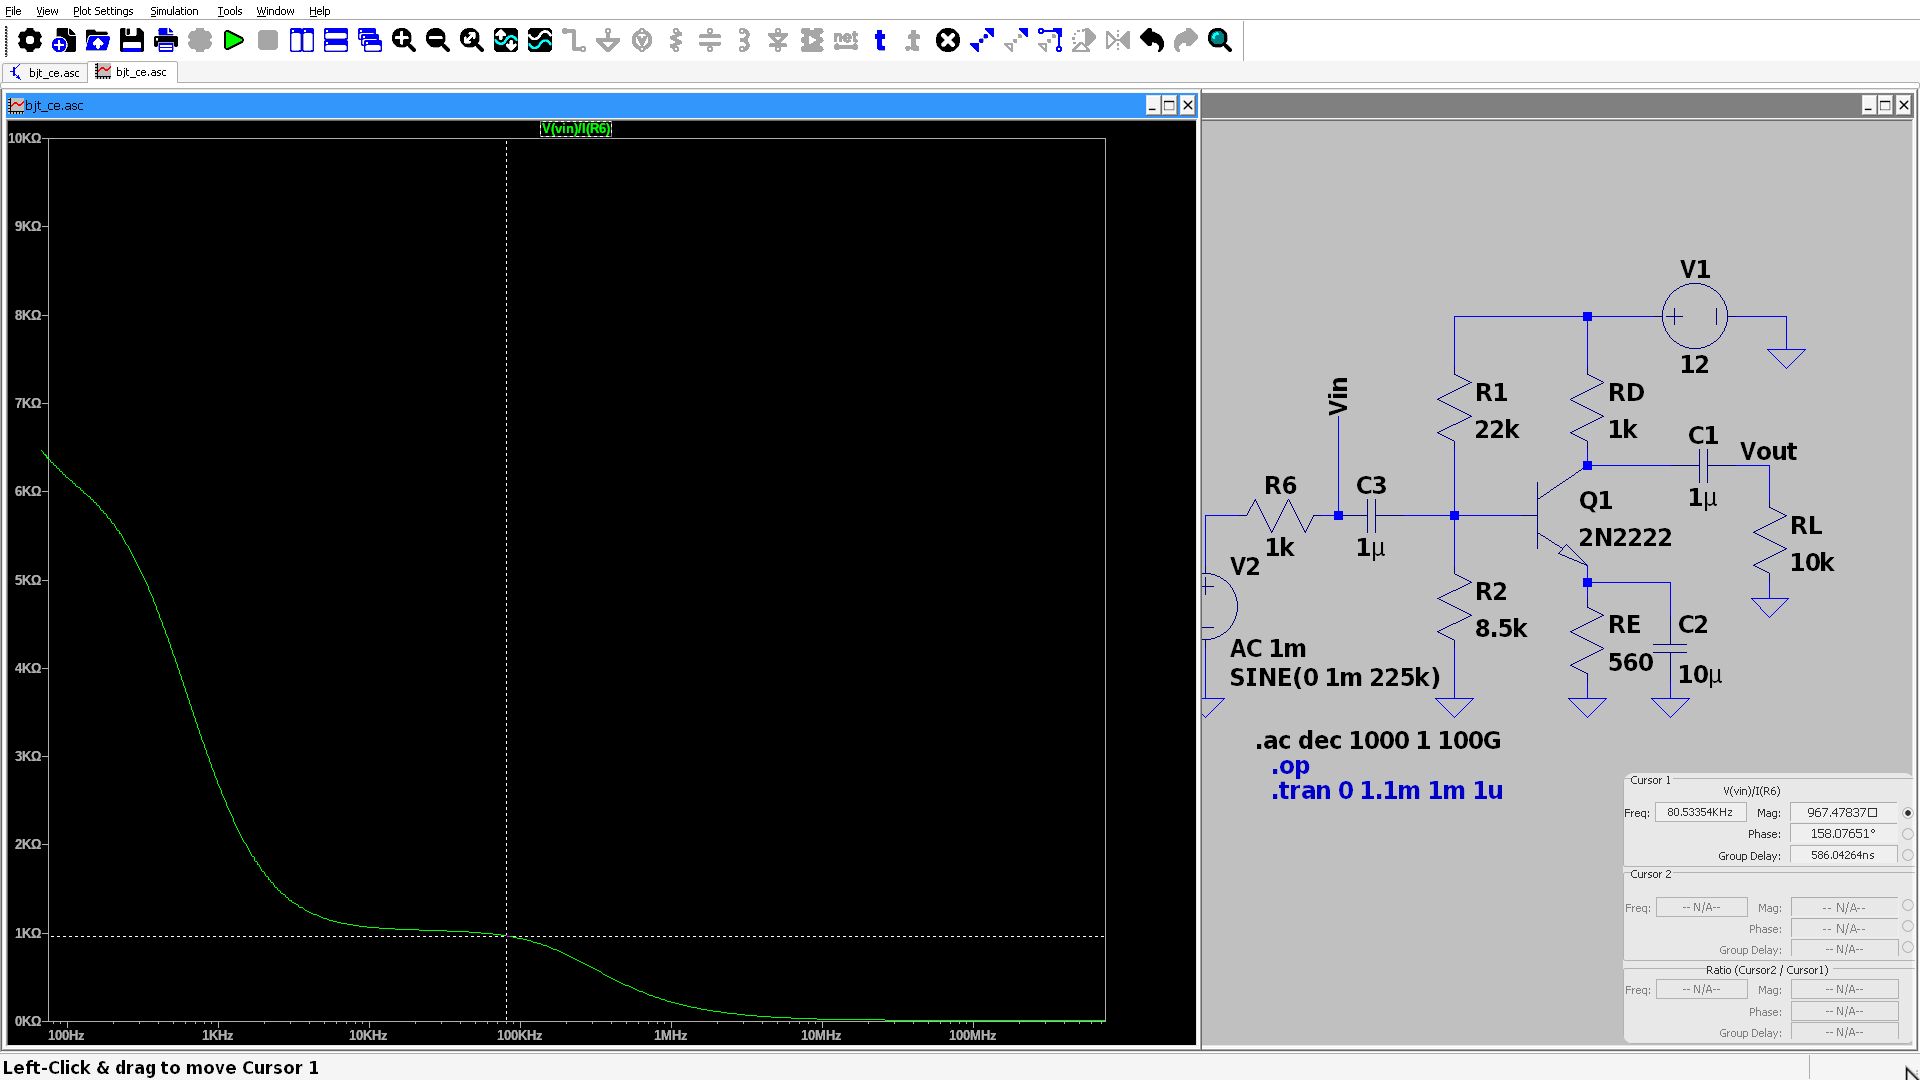 File View Plot Settings Simulation Tools Window Help
net
bjt_ce.asc bjt_ce.asc
bjt_ce.asc
V(vin)/I(R6)
10KΩ
9KΩ
8KΩ
7KΩ
6KΩ
5KΩ
4KΩ
3KΩ
2KΩ
1KΩ
0KΩ
100Hz 1KHz 10KHz 100KHz 1MHz 10MHz 100MHz
V1
12
R1
22k
RD
1k
Vin
C1
1µ
Vout
R6
1k
C3
1µ
Q1
2N2222
RL
10k
V2
R2
8.5k
RE
560
C2
10µ
AC 1m
SINE(0 1m 225k)
.ac dec 1000 1 100G
.op
.tran 0 1.1m 1m 1u
Cursor 1
V(vin)/I(R6)
Freq: 80.53354KHz Mag: 967.47837□
Phase: 158.07651°
Group Delay: 586.04264ns
Cursor 2
Freq: -- N/A-- Mag: -- N/A--
Phase: -- N/A--
Group Delay: -- N/A--
Ratio (Cursor2 / Cursor1)
Freq: -- N/A-- Mag: -- N/A--
Phase: -- N/A--
Group Delay: -- N/A--
Left-Click & drag to move Cursor 1